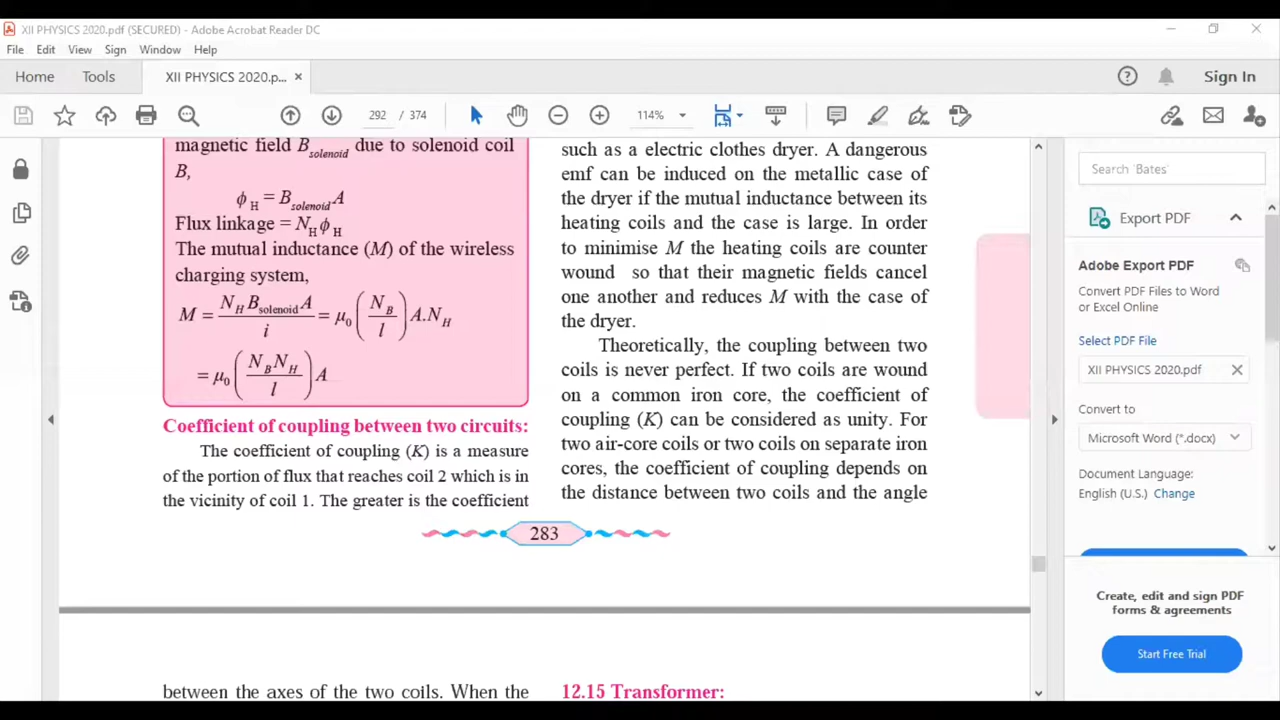 XII PHYSICS 2020.pdf (SECURED) - Adobe Acrobat Reader DC
File Edit View Sign Window Help
Home Tools XII PHYSICS 2020.p... × Sign In
292 / 374 114%
magnetic field B_solenoid due to solenoid coil
B,
ϕ_H = B_solenoid A
Flux linkage = N_H ϕ_H
The mutual inductance (M) of the wireless
charging system,
M = N_H B_solenoid A / i = μ₀ (N_B / l) A.N_H
= μ₀ (N_B N_H / l) A
Coefficient of coupling between two circuits:
The coefficient of coupling (K) is a measure
of the portion of flux that reaches coil 2 which is in
the vicinity of coil 1. The greater is the coefficient
such as a electric clothes dryer. A dangerous
emf can be induced on the metallic case of
the dryer if the mutual inductance between its
heating coils and the case is large. In order
to minimise M the heating coils are counter
wound so that their magnetic fields cancel
one another and reduces M with the case of
the dryer.
Theoretically, the coupling between two
coils is never perfect. If two coils are wound
on a common iron core, the coefficient of
coupling (K) can be considered as unity. For
two air-core coils or two coils on separate iron
cores, the coefficient of coupling depends on
the distance between two coils and the angle
283
between the axes of the two coils. When the
12.15 Transformer:
Search 'Bates'
Export PDF
Adobe Export PDF
Convert PDF Files to Word
or Excel Online
Select PDF File
XII PHYSICS 2020.pdf
Convert to
Microsoft Word (*.docx)
Document Language:
English (U.S.) Change
Create, edit and sign PDF
forms & agreements
Start Free Trial